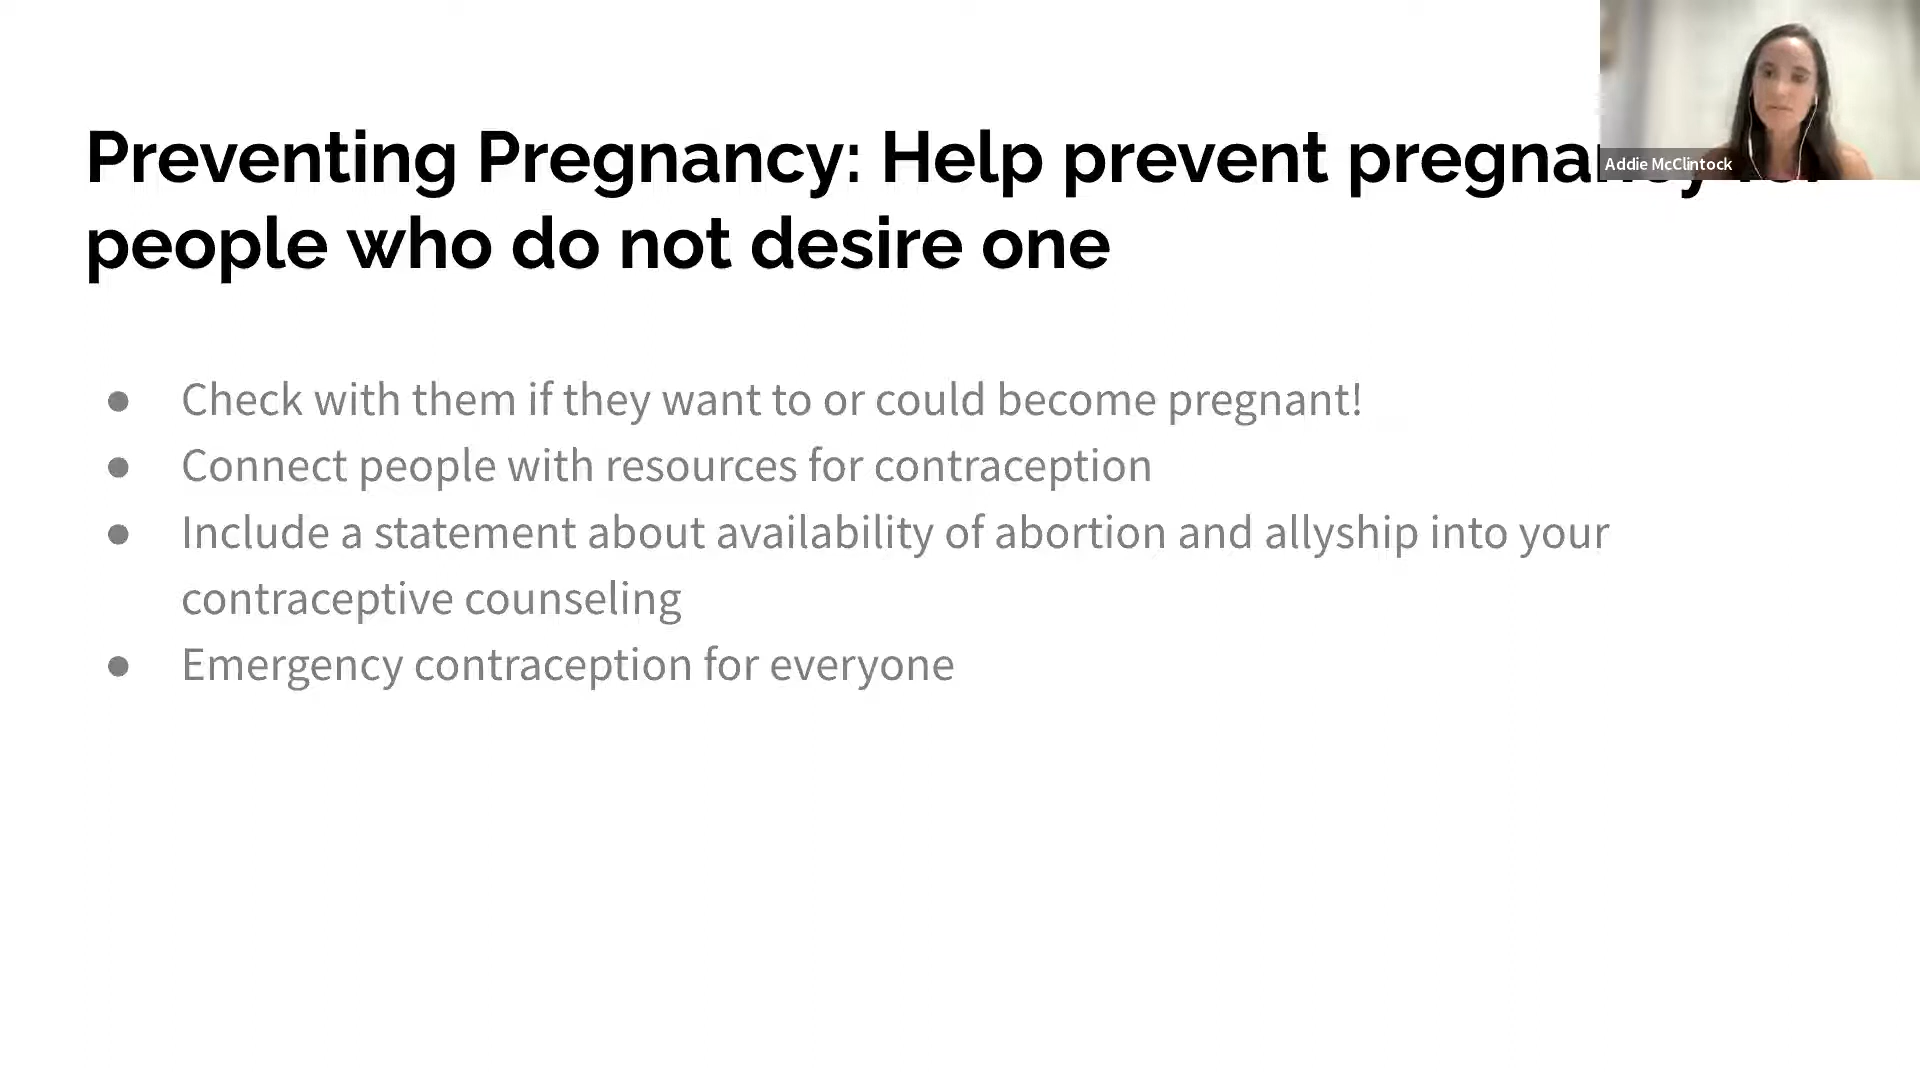 Preventing Pregnancy: Help prevent pregnancy for
people who do not desire one
Addie McClintock
● Check with them if they want to or could become pregnant!
● Connect people with resources for contraception
● Include a statement about availability of abortion and allyship into your
contraceptive counseling
● Emergency contraception for everyone